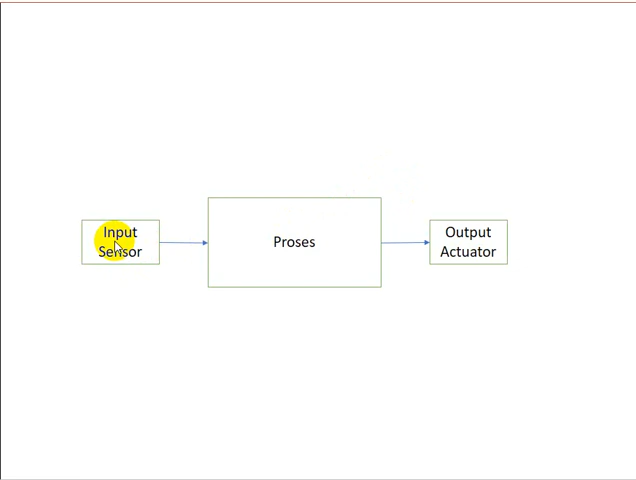 Input
Sensor
Proses
Output
Actuator